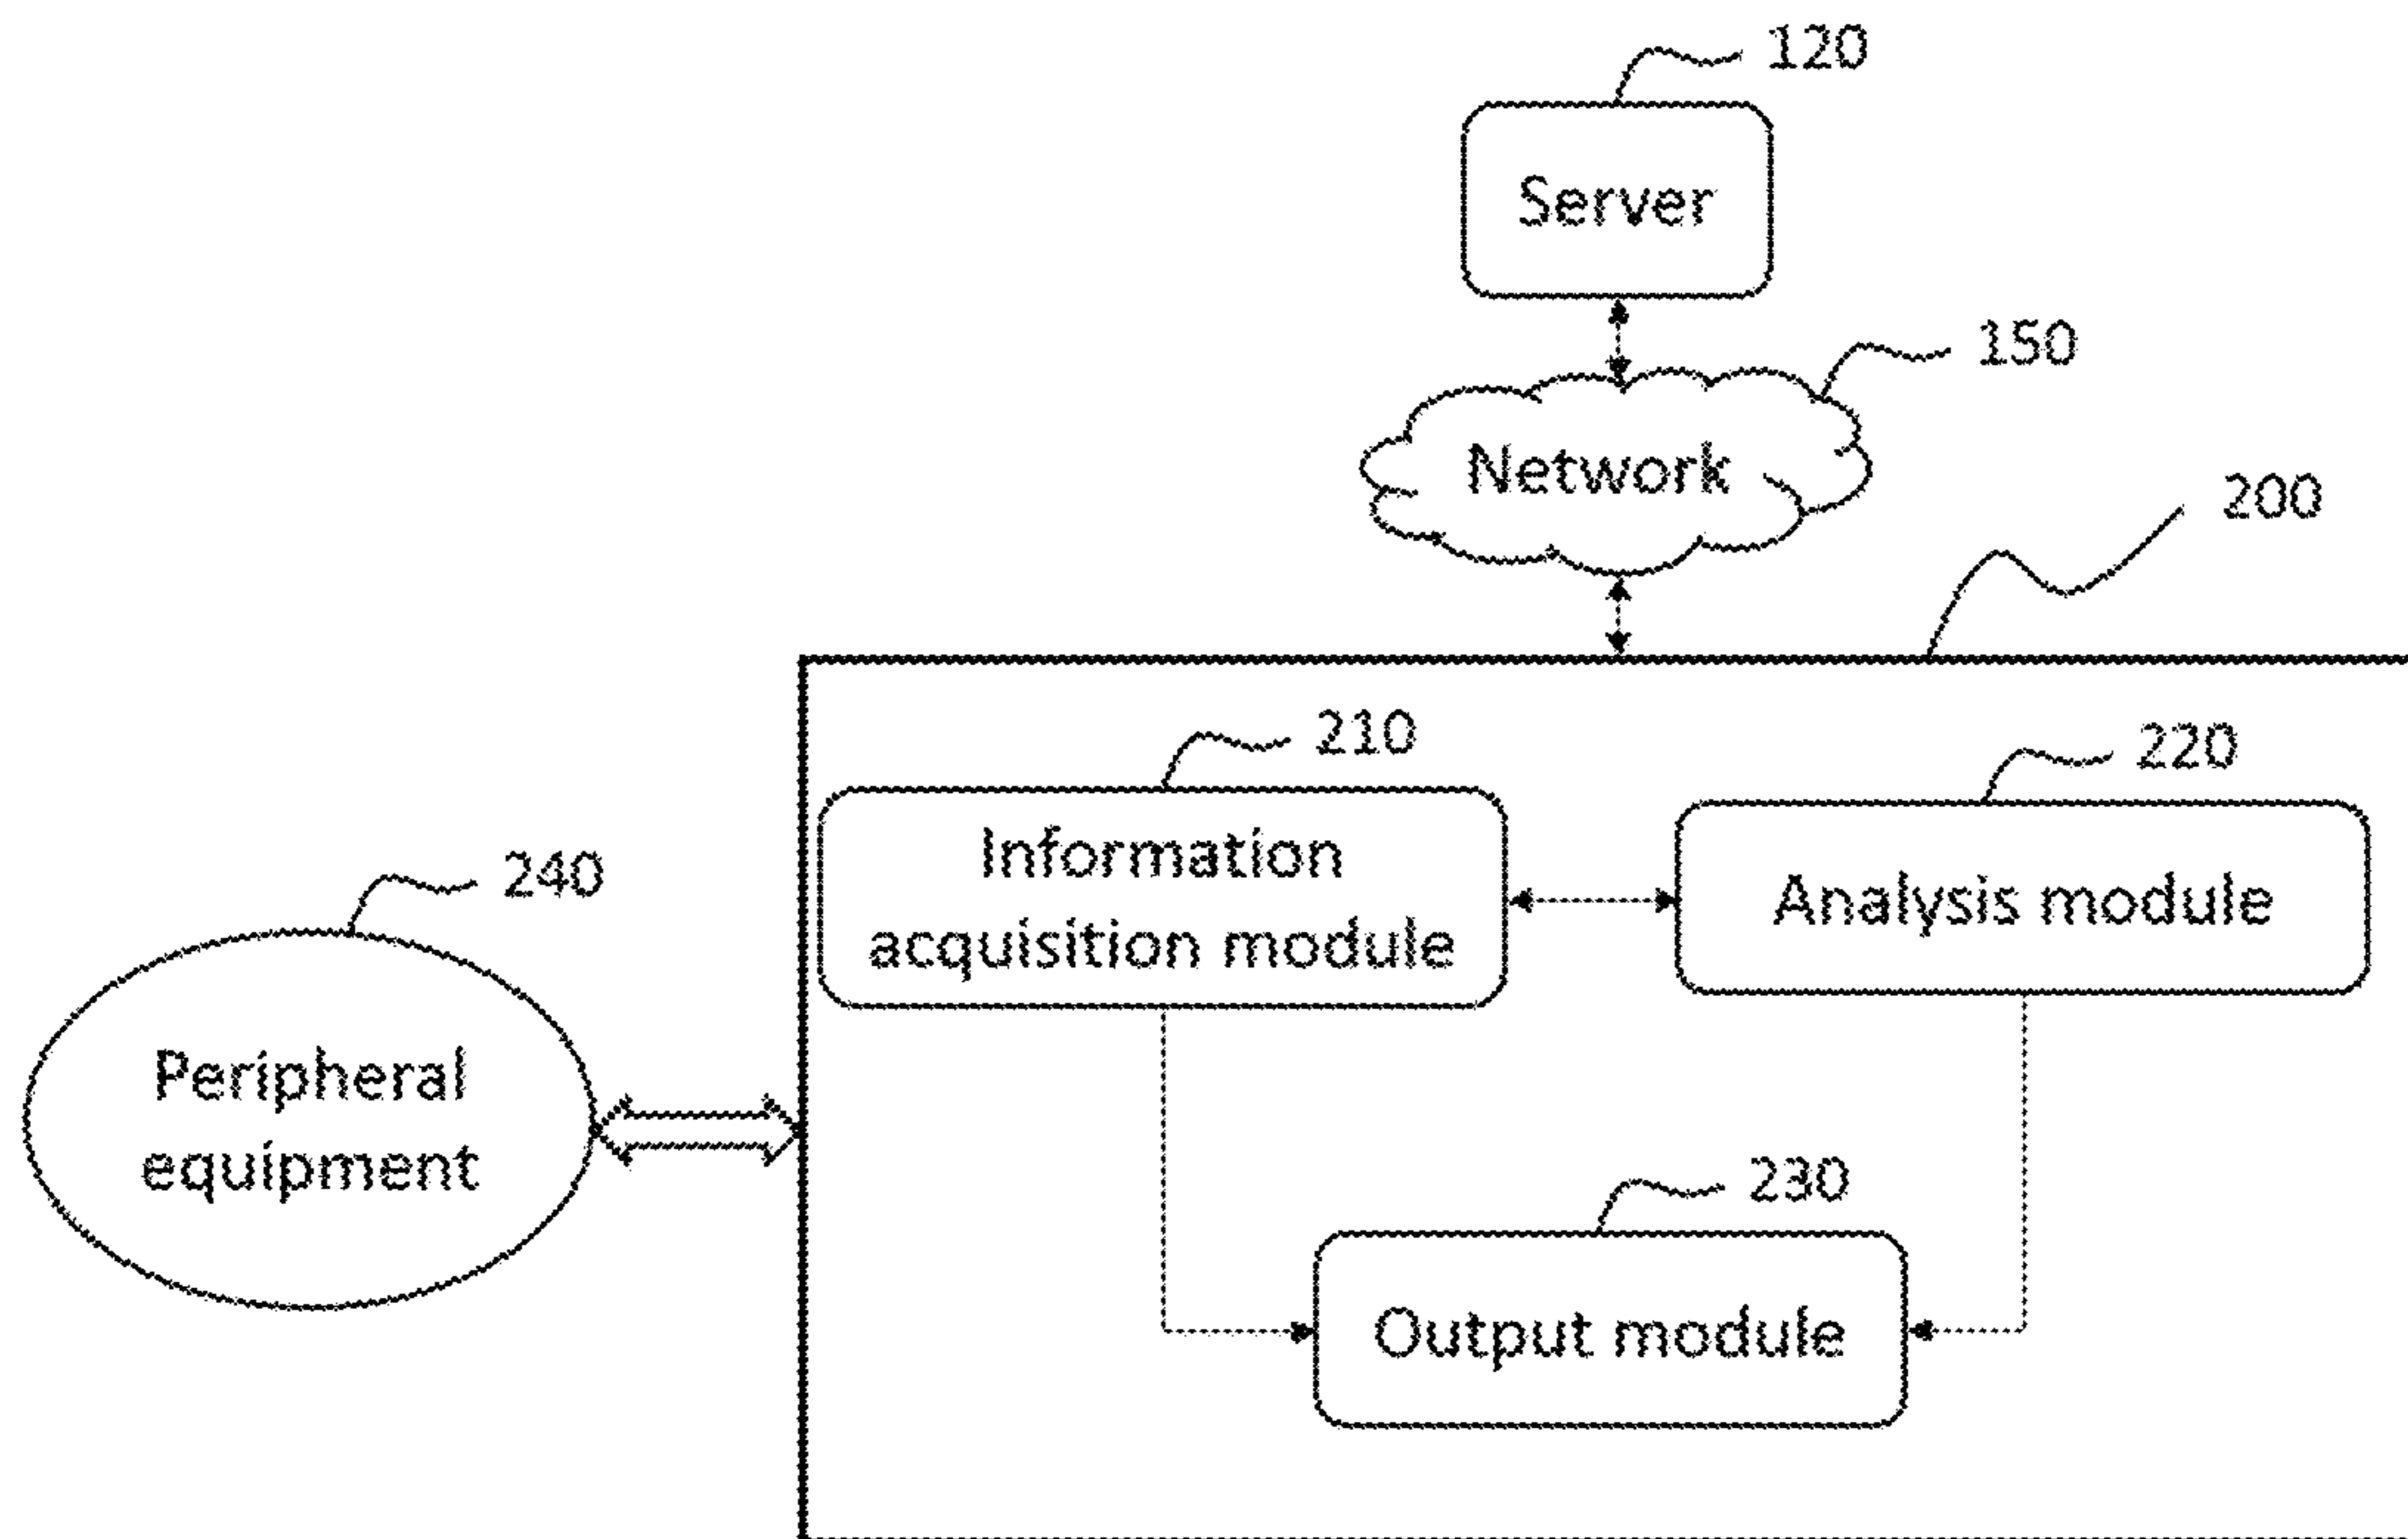 120
Server
150
Network
200
210
220
Information
acquisition module
Analysis module
240
Peripheral
equipment
230
Output module